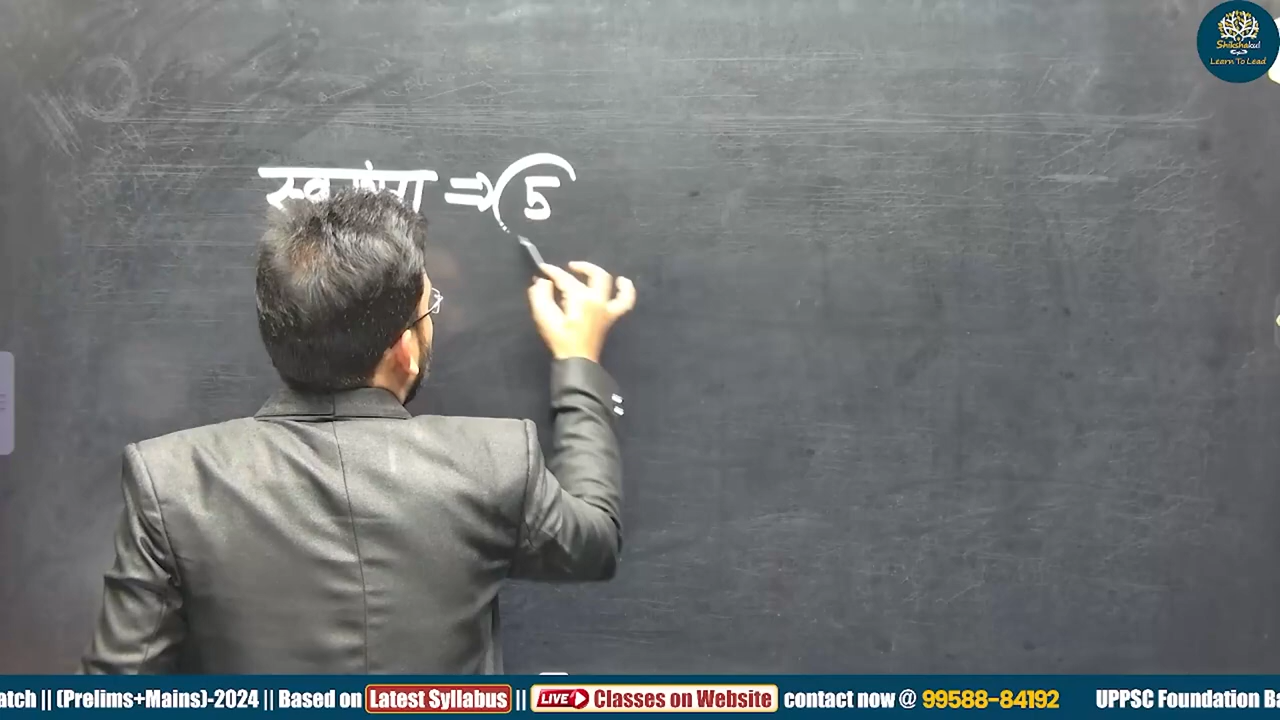 Shikshakul
Learn To Lead
⇒ 5
atch || (Prelims+Mains)-2024 || Based on Latest Syllabus || LIVE Classes on Website contact now @ 99588-84192 UPPSC Foundation B